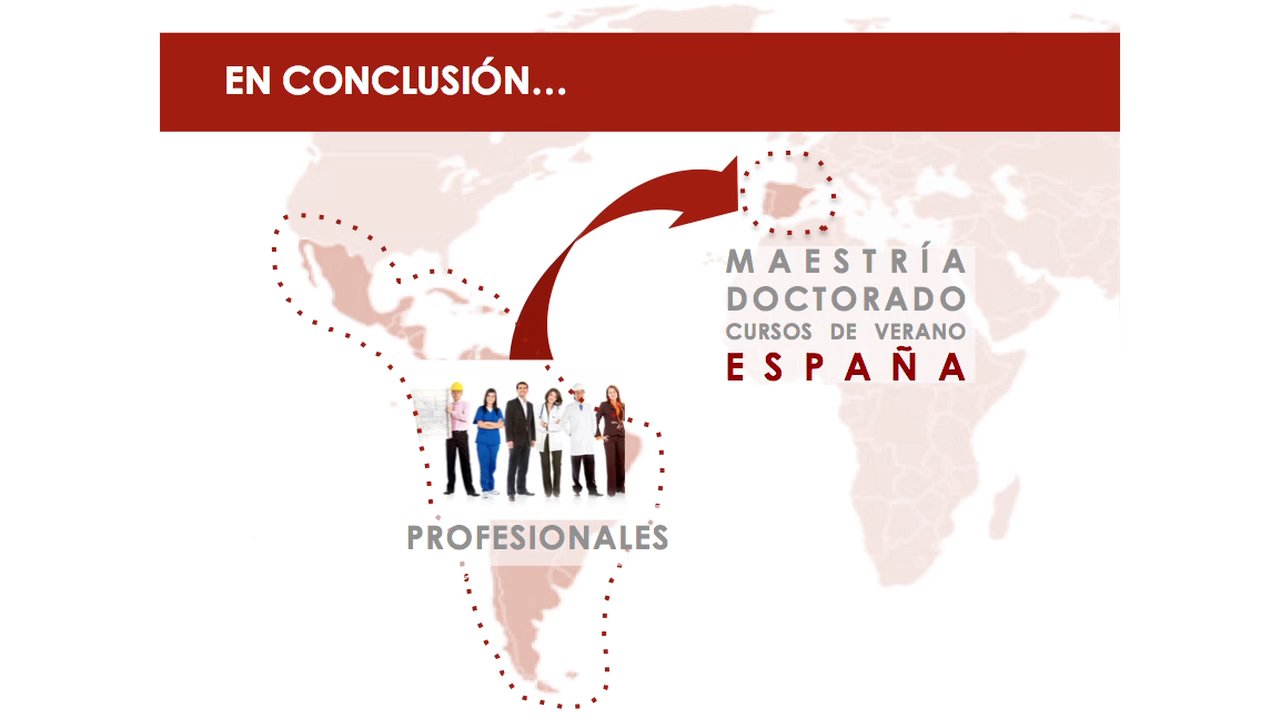 EN CONCLUSIÓN...
MAESTRÍA
DOCTORADO
CURSOS DE VERANO
ESPAÑA
PROFESIONALES